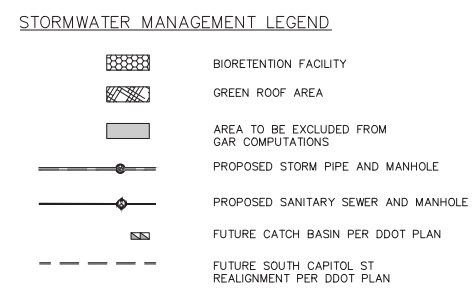 STORMWATER MANAGEMENT LEGEND
BIORETENTION FACILITY
GREEN ROOF AREA
AREA TO BE EXCLUDED FROM
GAR COMPUTATIONS
PROPOSED STORM PIPE AND MANHOLE
PROPOSED SANITARY SEWER AND MANHOLE
FUTURE CATCH BASIN PER DDOT PLAN
FUTURE SOUTH CAPITOL ST
REALIGNMENT PER DDOT PLAN